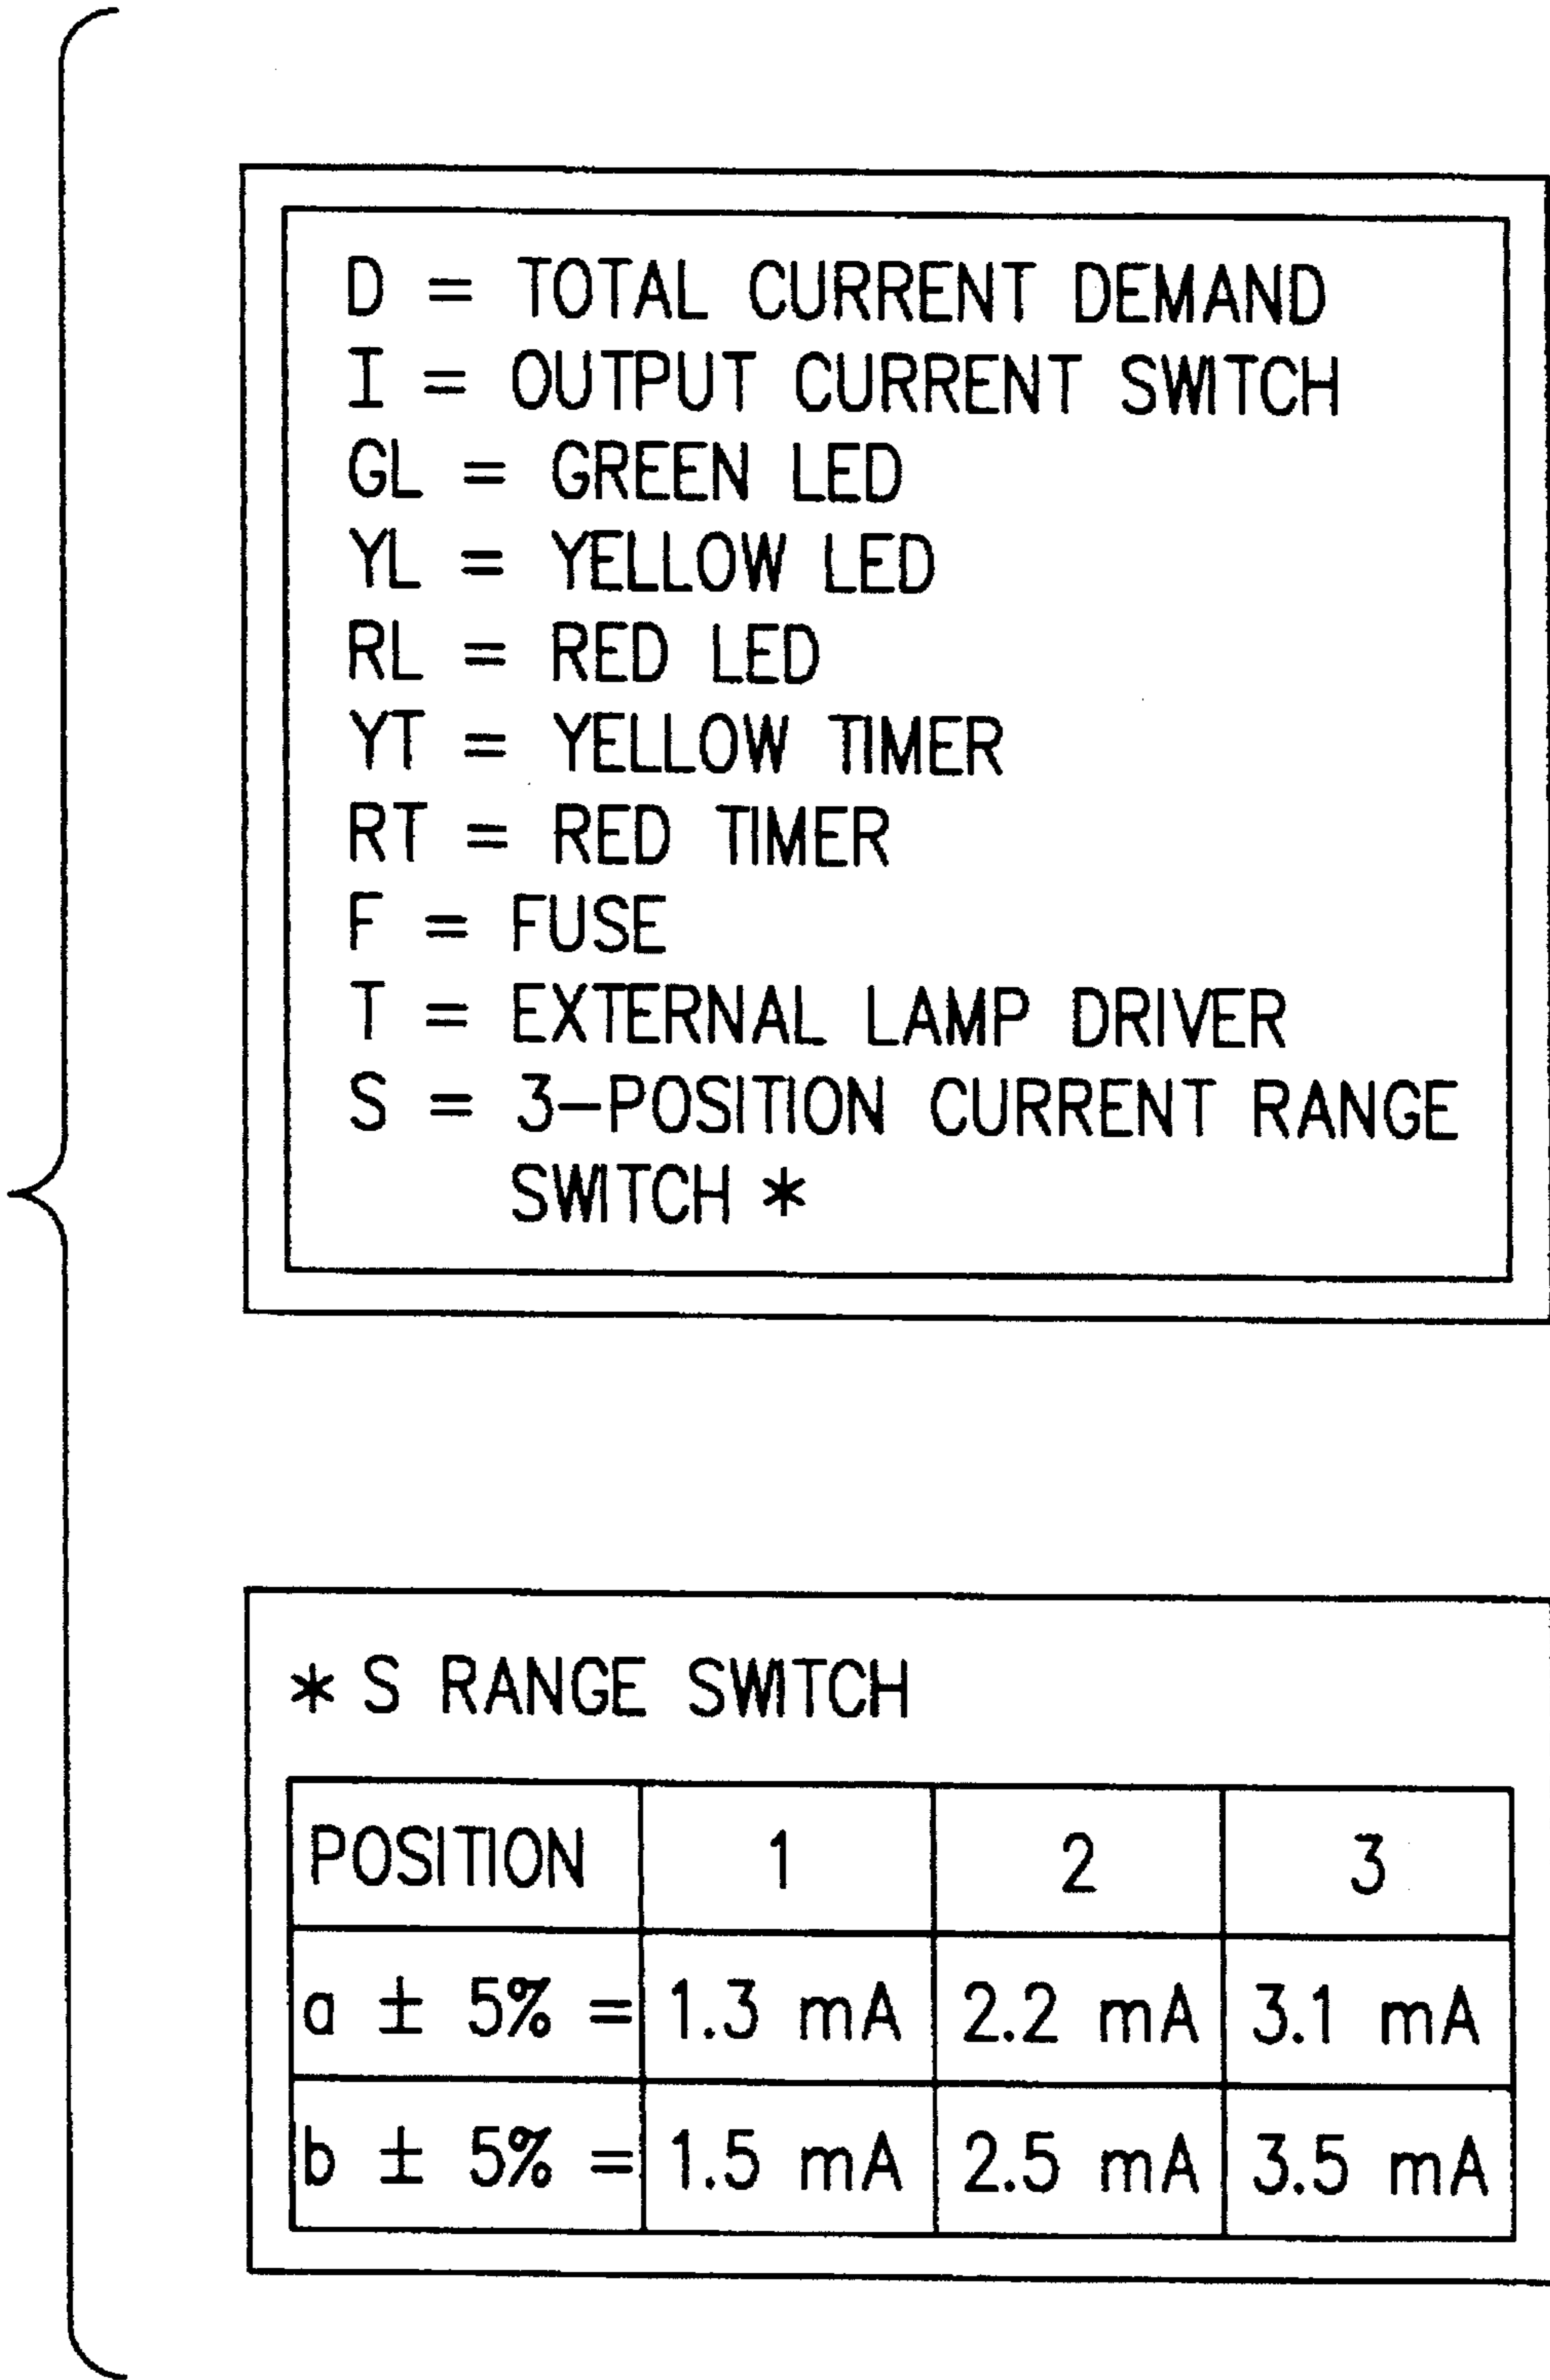 D = TOTAL CURRENT DEMAND
I = OUTPUT CURRENT SWITCH
GL = GREEN LED
YL = YELLOW LED
RL = RED LED
YT = YELLOW TIMER
RT = RED TIMER
F = FUSE
T = EXTERNAL LAMP DRIVER
S = 3-POSITION CURRENT RANGE
SWITCH *
* S RANGE SWITCH
POSITION 1 2 3
a ± 5% = 1.3 mA 2.2 mA 3.1 mA
b ± 5% = 1.5 mA 2.5 mA 3.5 mA